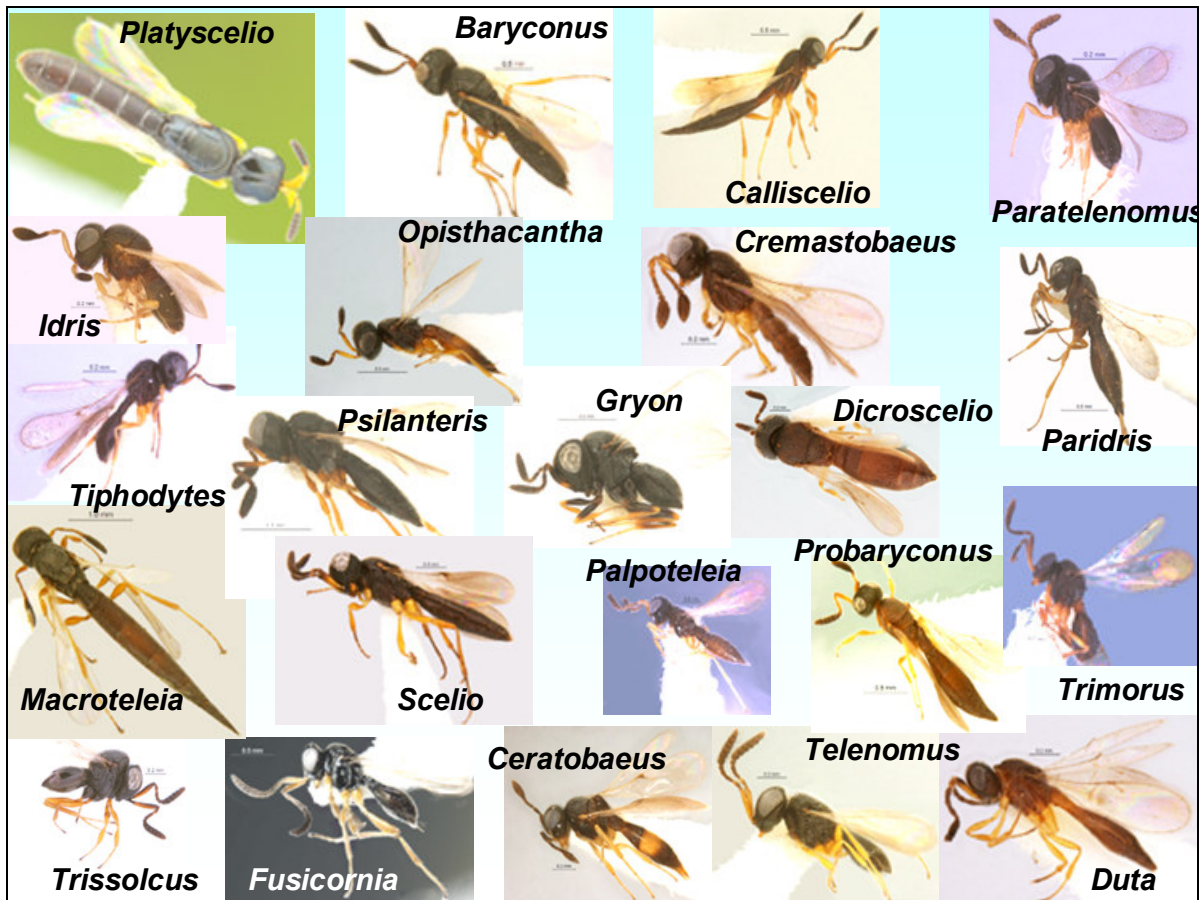 Platyscelio
Baryconus
Calliscelio
Paratelenomus
Idris
Opisthacantha
Cremastobaeus
Paridris
Tiphodytes
Psilanteris
Gryon
Dicroscelio
Macroteleia
Scelio
Palpoteleia
Probaryconus
Trimorus
Trissolcus
Fusicornia
Ceratobaeus
Telenomus
Duta